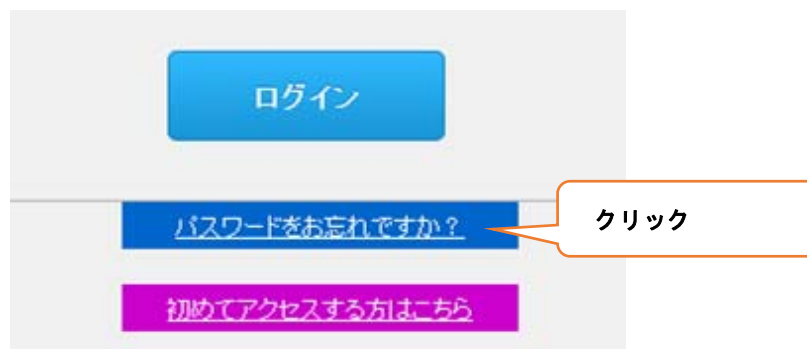 ログイン
パスワードをお忘れですか？
クリック
初めてアクセスする方はこちら